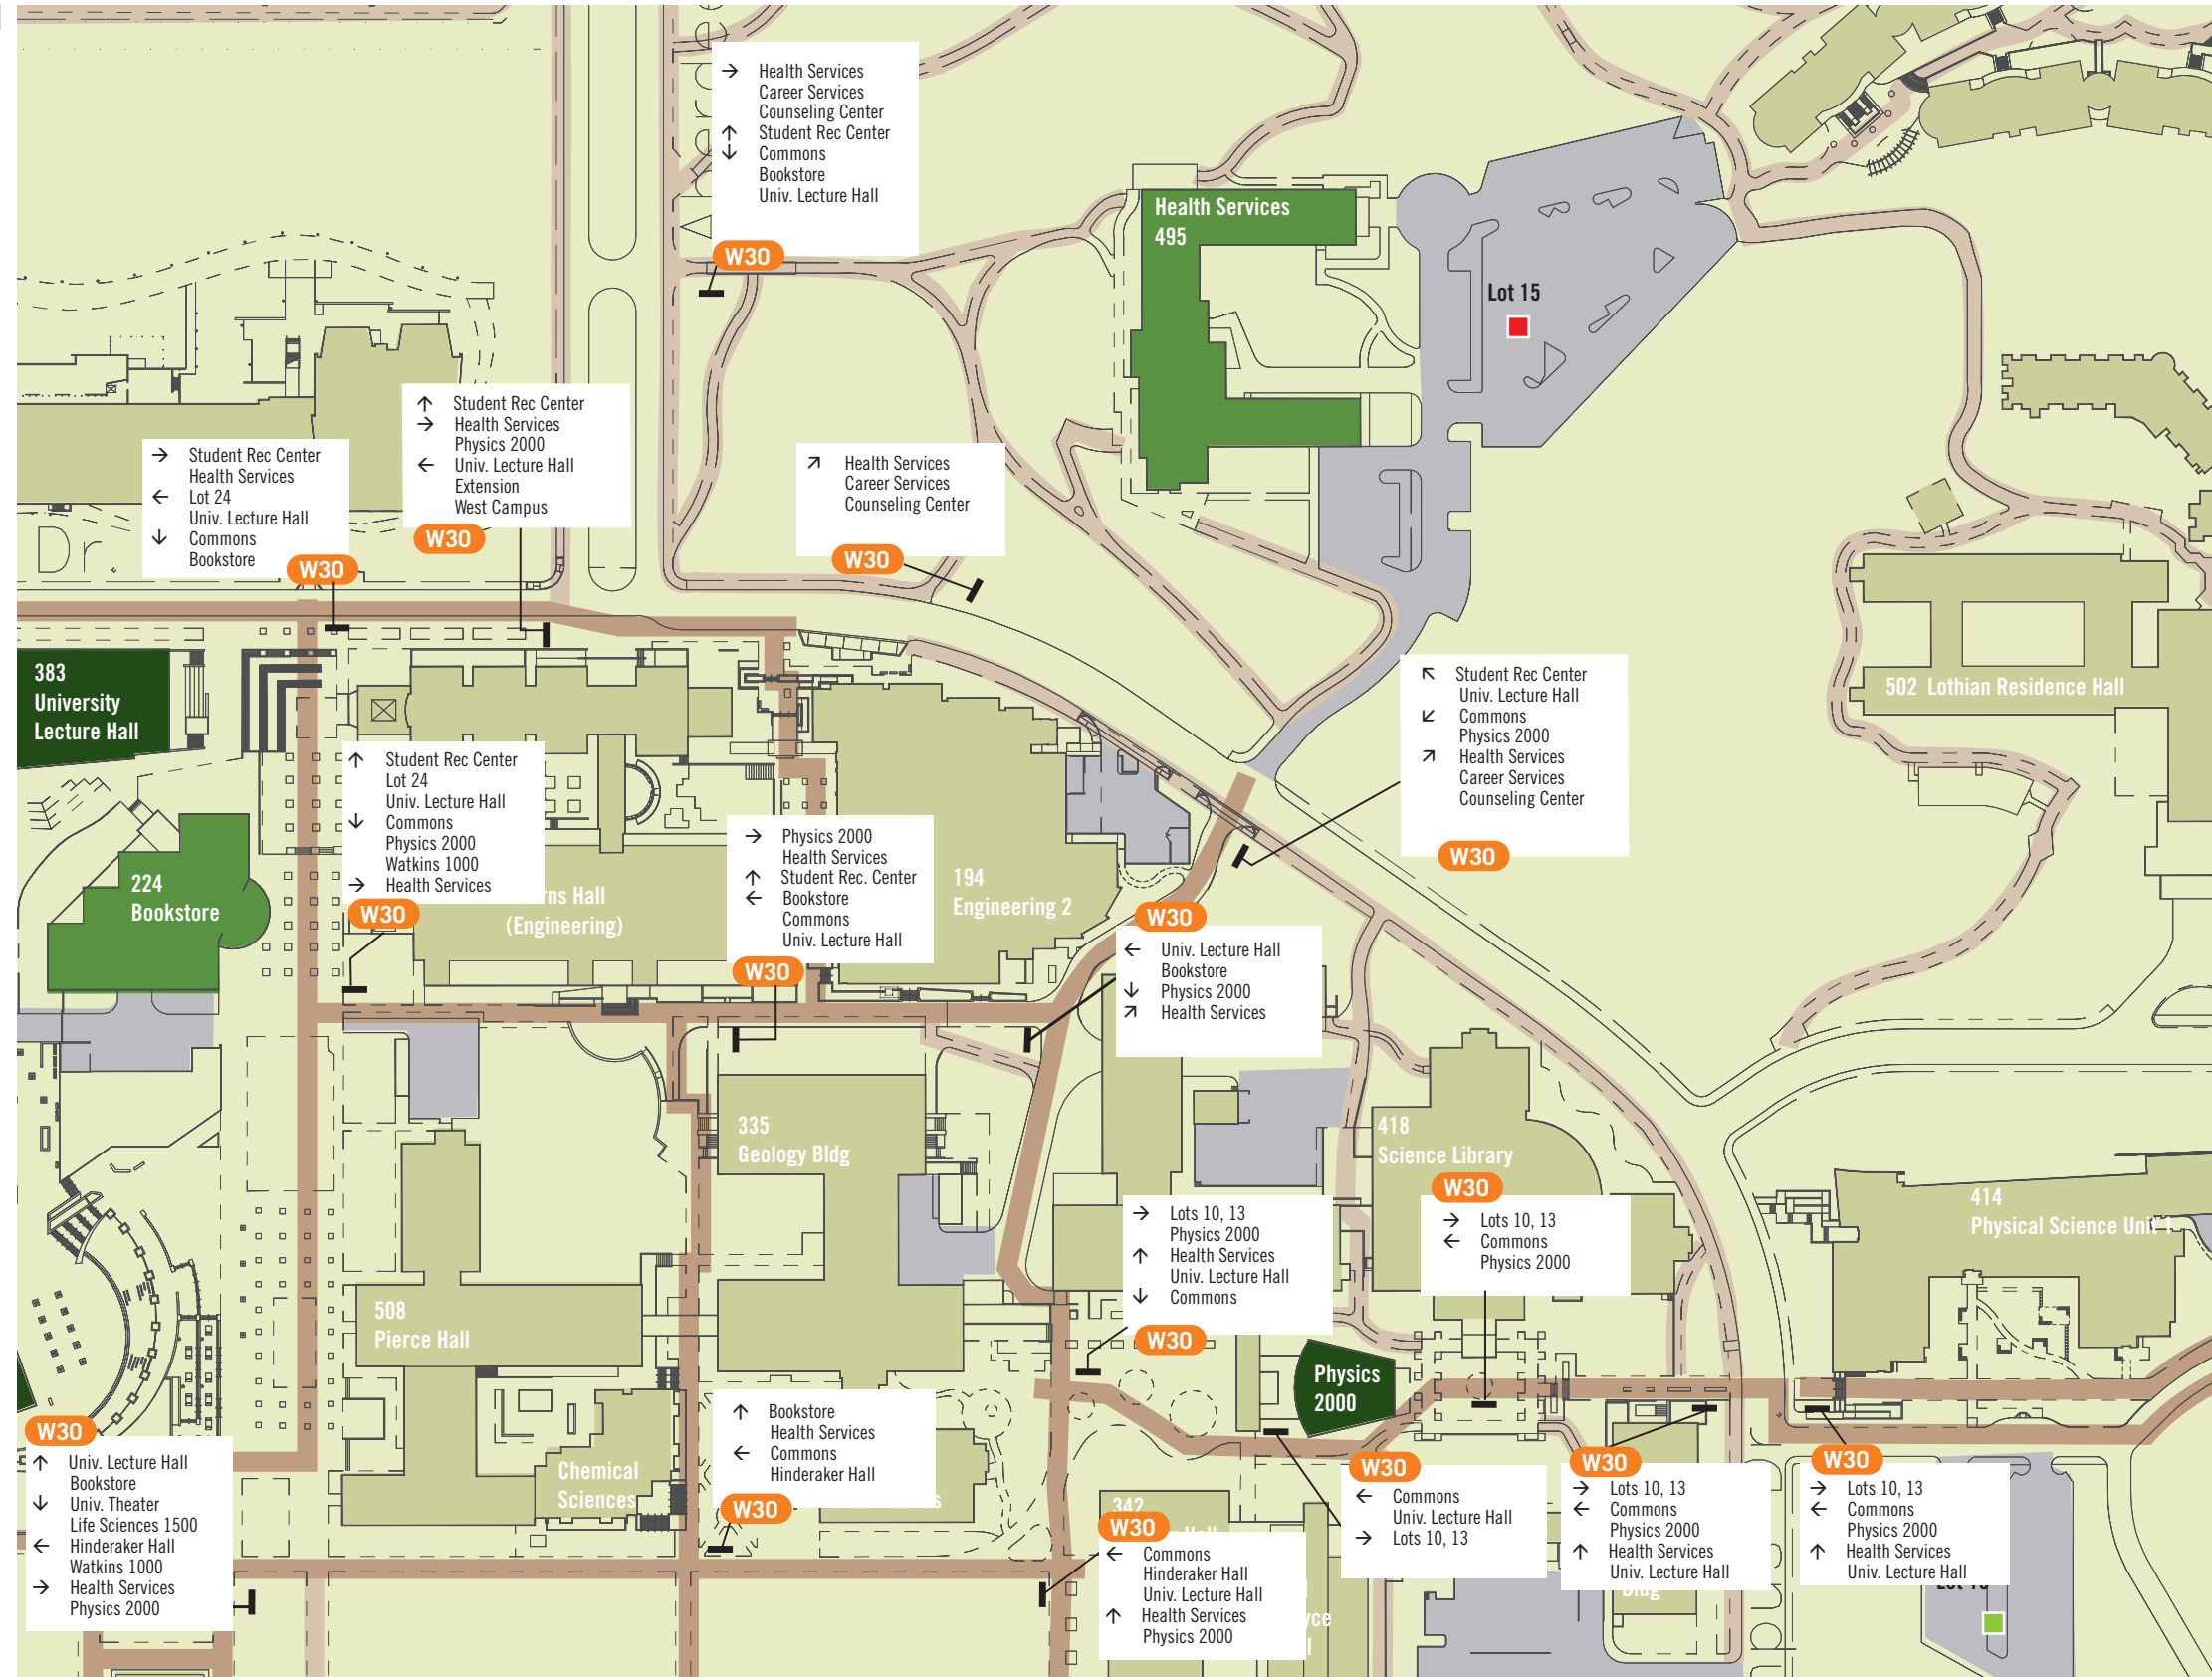 → Health Services
Career Services
Counseling Center
↑ Student Rec Center
↓ Commons
Bookstore
Univ. Lecture Hall
W30
Health Services
495
Lot 15
↑ Student Rec Center
→ Health Services
Physics 2000
← Univ. Lecture Hall
Extension
West Campus
W30
→ Student Rec Center
Health Services
← Lot 24
Univ. Lecture Hall
↓ Commons
Bookstore
W30
Dr.
↗ Health Services
Career Services
Counseling Center
W30
383
University
Lecture Hall
502 Lothian Residence Hall
↖ Student Rec Center
Univ. Lecture Hall
↙ Commons
Physics 2000
↗ Health Services
Career Services
Counseling Center
W30
↑ Student Rec Center
Lot 24
Univ. Lecture Hall
↓ Commons
Physics 2000
Watkins 1000
→ Health Services
W30
224
Bookstore
Hall
(Engineering)
→ Physics 2000
Health Services
↑ Student Rec. Center
← Bookstore
Commons
Univ. Lecture Hall
W30
194
Engineering 2
W30
← Univ. Lecture Hall
Bookstore
↓ Physics 2000
↗ Health Services
335
Geology Bldg
418
Science Library
W30
→ Lots 10, 13
← Commons
Physics 2000
414
Physical Science Unit 1
→ Lots 10, 13
Physics 2000
↑ Health Services
Univ. Lecture Hall
↓ Commons
W30
508
Pierce Hall
Physics
2000
Chemical
Sciences
↑ Bookstore
Health Services
← Commons
Hinderaker Hall
W30
W30
↑ Univ. Lecture Hall
Bookstore
↓ Univ. Theater
Life Sciences 1500
← Hinderaker Hall
Watkins 1000
→ Health Services
Physics 2000
342
W30
← Commons
Hinderaker Hall
Univ. Lecture Hall
↑ Health Services
Physics 2000
W30
← Commons
Univ. Lecture Hall
→ Lots 10, 13
W30
→ Lots 10, 13
← Commons
Physics 2000
↑ Health Services
Univ. Lecture Hall
Bldg
W30
→ Lots 10, 13
← Commons
Physics 2000
↑ Health Services
Univ. Lecture Hall
Lot